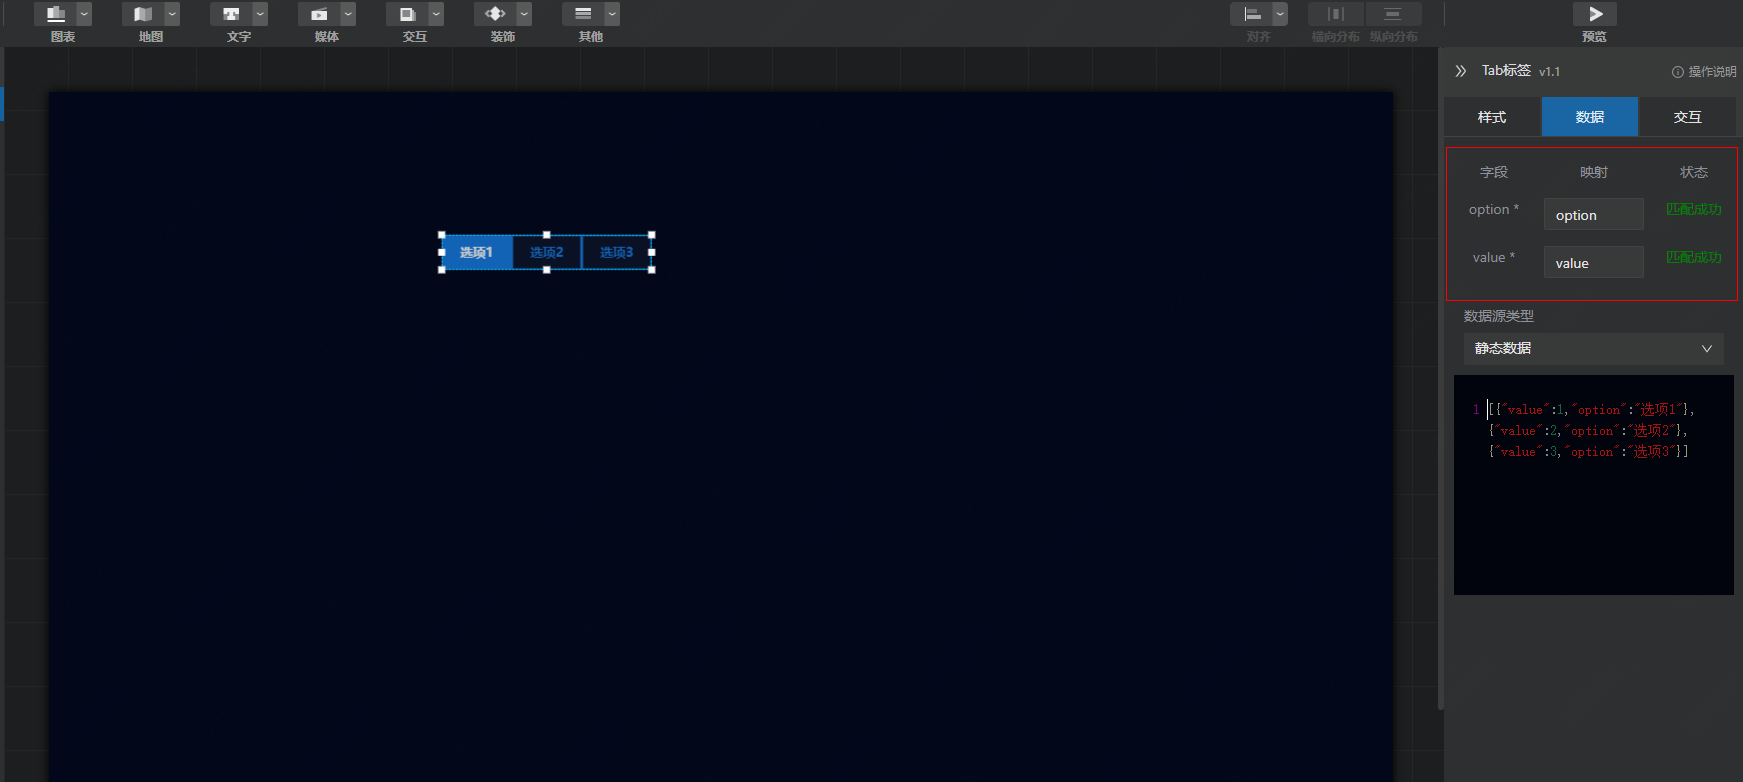 图表 地图 文字 媒体 交互 装饰 其他 对齐 横向分布 纵向分布 预览
Tab标签 v1.1 操作说明
样式 数据 交互
字段 映射 状态
option * option 匹配成功
value * value 匹配成功
选项1 选项2 选项3
数据源类型
静态数据
1 [{"value":1,"option":"选项1"},
{"value":2,"option":"选项2"},
{"value":3,"option":"选项3"}]